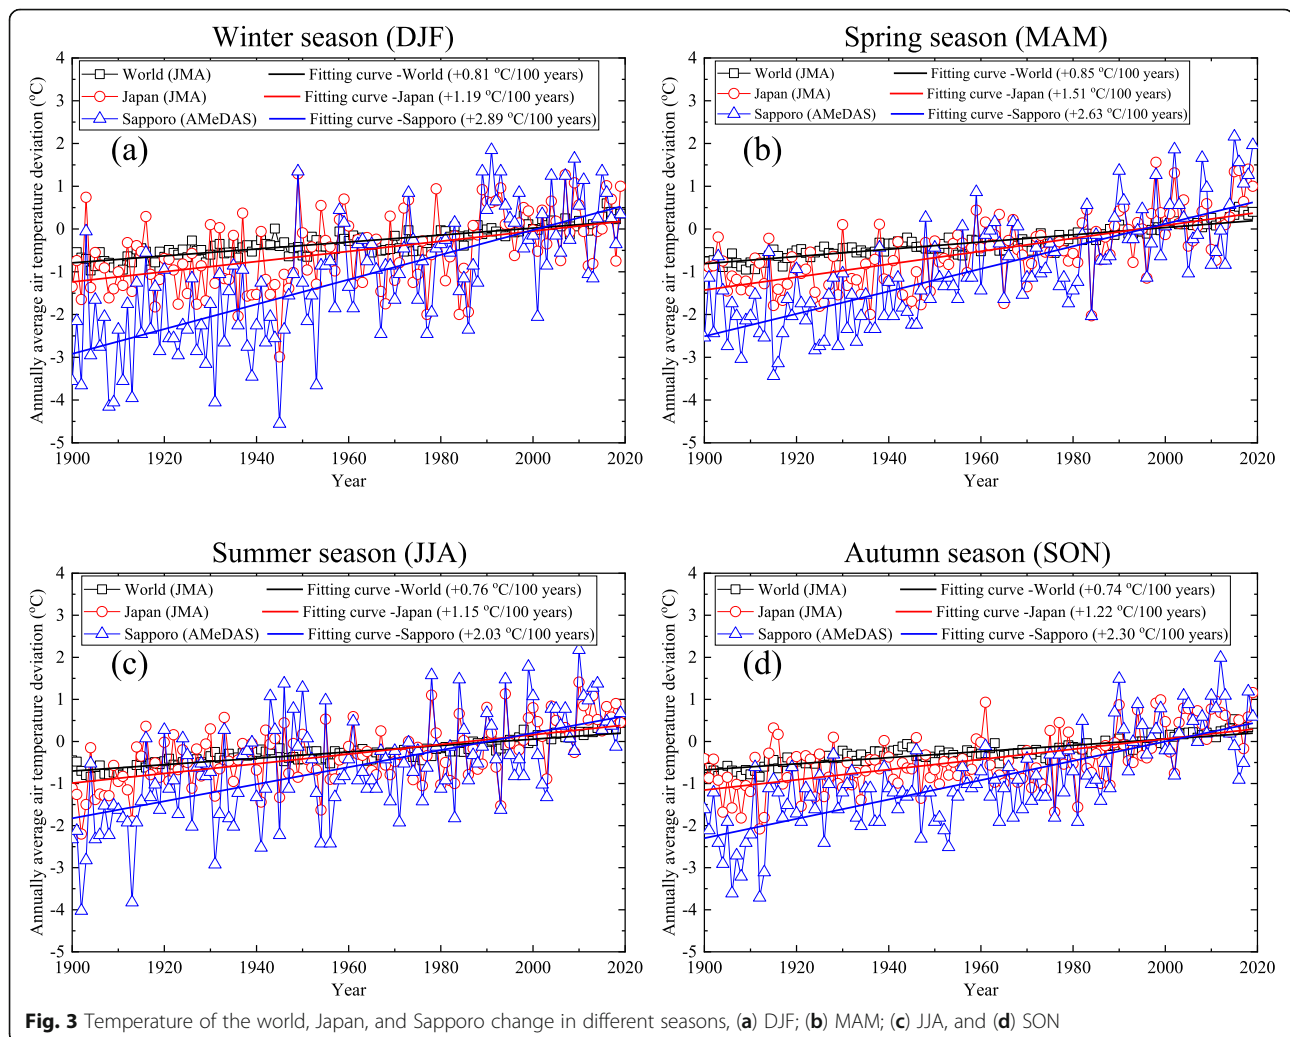 Winter season (DJF)
Annually average air temperature deviation (°C)
4
3
2
1
0
-1
-2
-3
-4
-5
World (JMA)
Japan (JMA)
Sapporo (AMeDAS)
Fitting curve -World (+0.81 °C/100 years)
Fitting curve -Japan (+1.19 °C/100 years)
Fitting curve -Sapporo (+2.89 °C/100 years)
(a)
1900 1920 1940 1960 1980 2000 2020
Year
Spring season (MAM)
Annually average air temperature deviation (°C)
4
3
2
1
0
-1
-2
-3
-4
-5
World (JMA)
Japan (JMA)
Sapporo (AMeDAS)
Fitting curve -World (+0.85 °C/100 years)
Fitting curve -Japan (+1.51 °C/100 years)
Fitting curve -Sapporo (+2.63 °C/100 years)
(b)
1900 1920 1940 1960 1980 2000 2020
Year
Summer season (JJA)
Annually average air temperature deviation (°C)
4
3
2
1
0
-1
-2
-3
-4
-5
World (JMA)
Japan (JMA)
Sapporo (AMeDAS)
Fitting curve -World (+0.76 °C/100 years)
Fitting curve -Japan (+1.15 °C/100 years)
Fitting curve -Sapporo (+2.03 °C/100 years)
(c)
1900 1920 1940 1960 1980 2000 2020
Year
Autumn season (SON)
Annually average air temperature deviation (°C)
4
3
2
1
0
-1
-2
-3
-4
-5
World (JMA)
Japan (JMA)
Sapporo (AMeDAS)
Fitting curve -World (+0.74 °C/100 years)
Fitting curve -Japan (+1.22 °C/100 years)
Fitting curve -Sapporo (+2.30 °C/100 years)
(d)
1900 1920 1940 1960 1980 2000 2020
Year
Fig. 3 Temperature of the world, Japan, and Sapporo change in different seasons, (a) DJF; (b) MAM; (c) JJA, and (d) SON